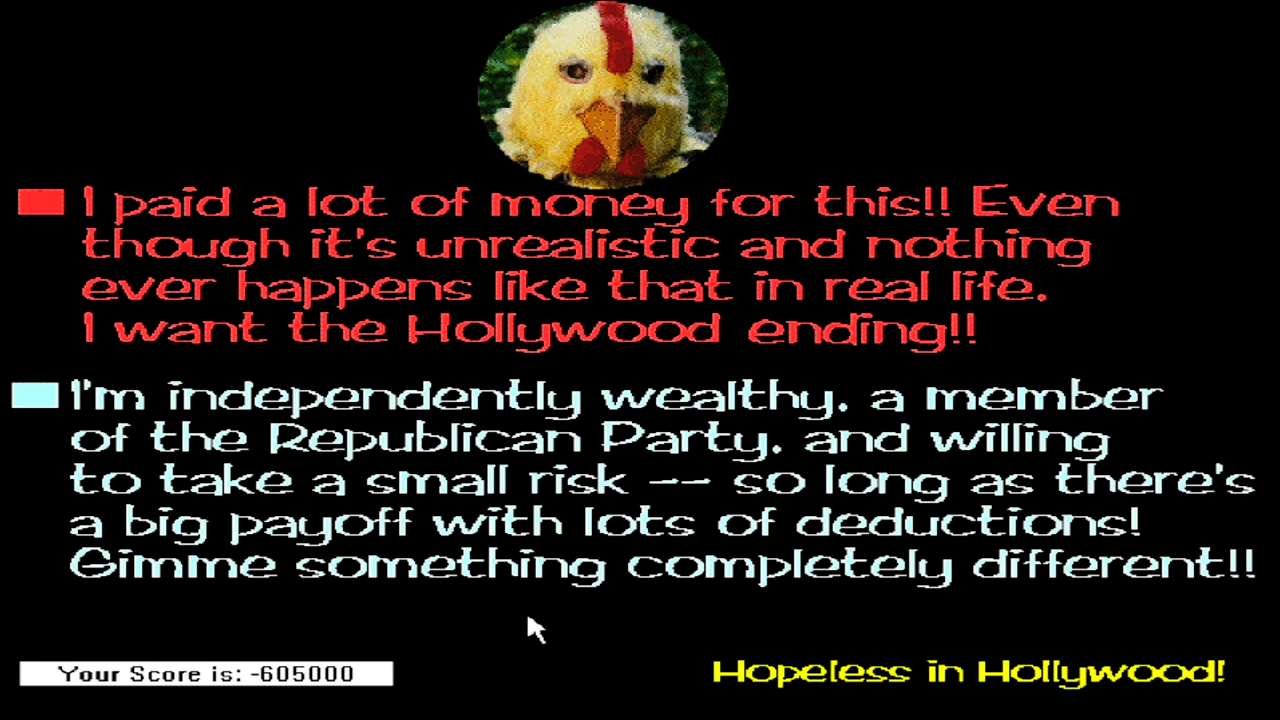 I paid a lot of money for this!! Even
though it's unrealistic and nothing
ever happens like that in real life.
I want the Hollywood ending!!
I'm independently wealthy, a member
of the Republican Party, and willing
to take a small risk -- so long as there's
a big payoff with lots of deductions!
Gimme something completely different!!
Your Score is: -605000
Hopeless in Hollywood!